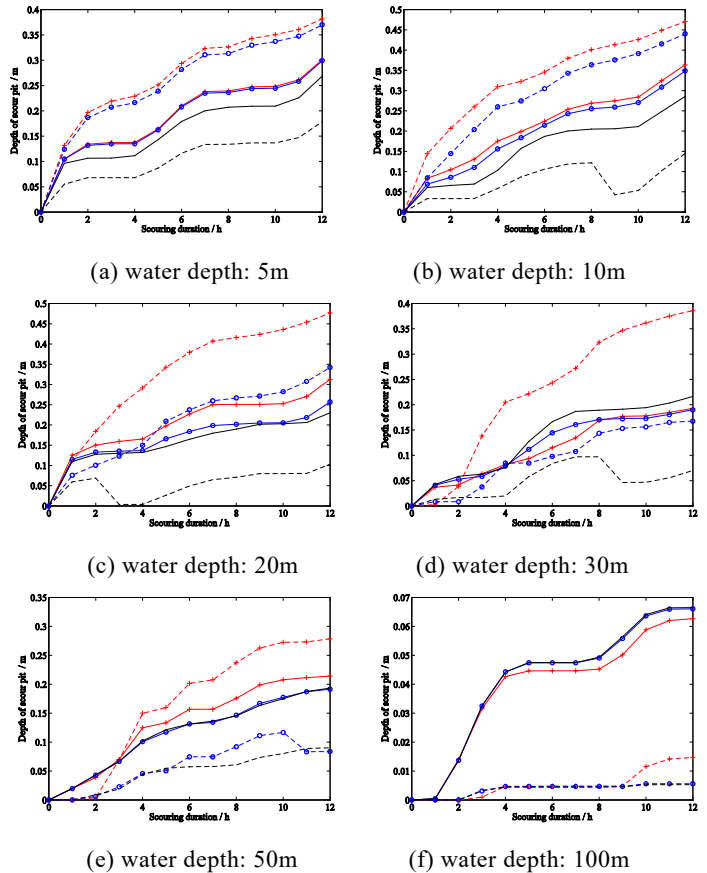 0.4
0.35
0.3
0.25
0.2
0.15
0.1
0.05
0
Depth of scour pit / m
0 2 4 6 8 10 12
Scouring duration / h
(a) water depth: 5m
0.5
0.45
0.4
0.35
0.3
0.25
0.2
0.15
0.1
0.05
0
Depth of scour pit / m
0 2 4 6 8 10 12
Scouring duration / h
(b) water depth: 10m
0.5
0.45
0.4
0.35
0.3
0.25
0.2
0.15
0.1
0.05
0
Depth of scour pit / m
0 2 4 6 8 10 12
Scouring duration / h
(c) water depth: 20m
0.4
0.35
0.3
0.25
0.2
0.15
0.1
0.05
0
Depth of scour pit / m
0 2 4 6 8 10 12
Scouring duration / h
(d) water depth: 30m
0.35
0.3
0.25
0.2
0.15
0.1
0.05
0
Depth of scour pit / m
0 2 4 6 8 10 12
Scouring duration / h
(e) water depth: 50m
0.07
0.06
0.05
0.04
0.03
0.02
0.01
0.00
Depth of scour pit / m
0 2 4 6 8 10 12
Scouring duration / h
(f) water depth: 100m